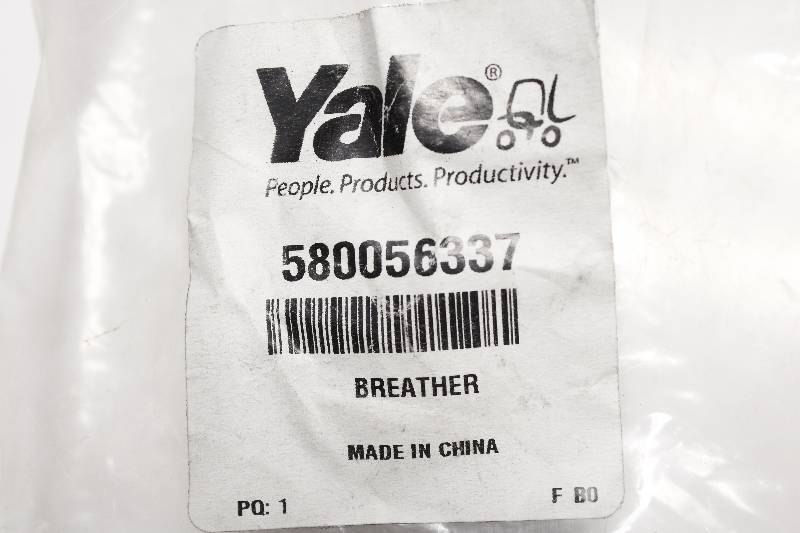 Yale®
People. Products. Productivity.™
580056337
BREATHER
MADE IN CHINA
PQ: 1 F B0